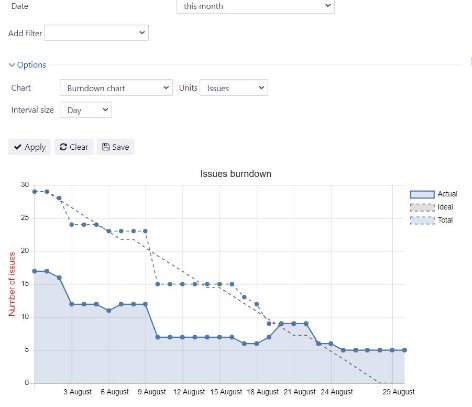 Date this month
Add filter
Options
Chart Burndown chart Units Issues
Interval size Day
Apply Clear Save
Issues burndown
30
25
20
15
10
5
0
Number of issues
3 August 6 August 9 August 12 August 15 August 18 August 21 August 24 August 29 August
Actual
Ideal
Total